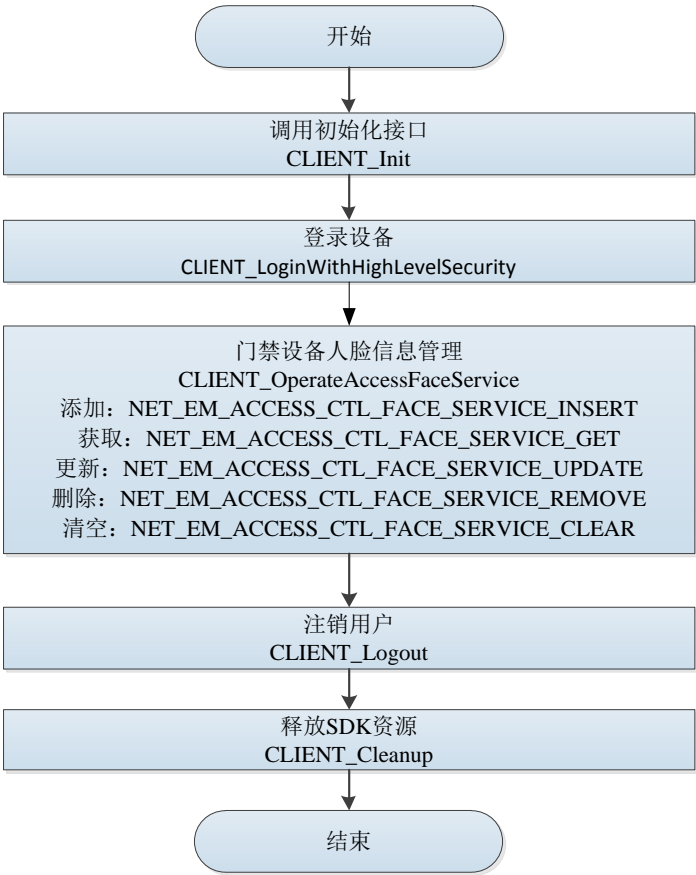 开始
调用初始化接口
CLIENT_Init
登录设备
CLIENT_LoginWithHighLevelSecurity
门禁设备人脸信息管理
CLIENT_OperateAccessFaceService
添加：NET_EM_ACCESS_CTL_FACE_SERVICE_INSERT
获取：NET_EM_ACCESS_CTL_FACE_SERVICE_GET
更新：NET_EM_ACCESS_CTL_FACE_SERVICE_UPDATE
删除：NET_EM_ACCESS_CTL_FACE_SERVICE_REMOVE
清空：NET_EM_ACCESS_CTL_FACE_SERVICE_CLEAR
注销用户
CLIENT_Logout
释放SDK资源
CLIENT_Cleanup
结束